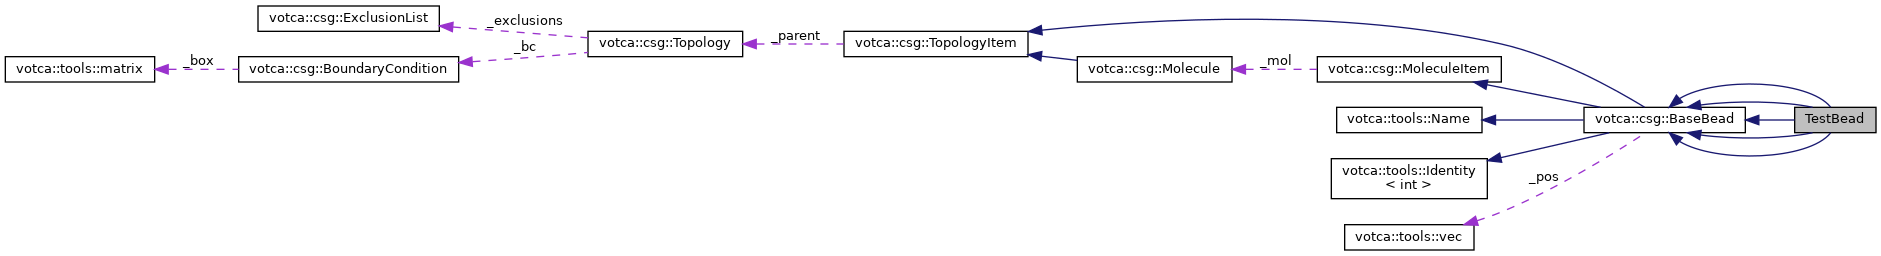 votca::csg::ExclusionList
_exclusions
votca::csg::Topology
_parent
votca::csg::TopologyItem
_bc
votca::tools::matrix
_box
votca::csg::BoundaryCondition
votca::csg::Molecule
_mol
votca::csg::MoleculeItem
votca::tools::Name
votca::csg::BaseBead
TestBead
votca::tools::Identity
< int >
_pos
votca::tools::vec